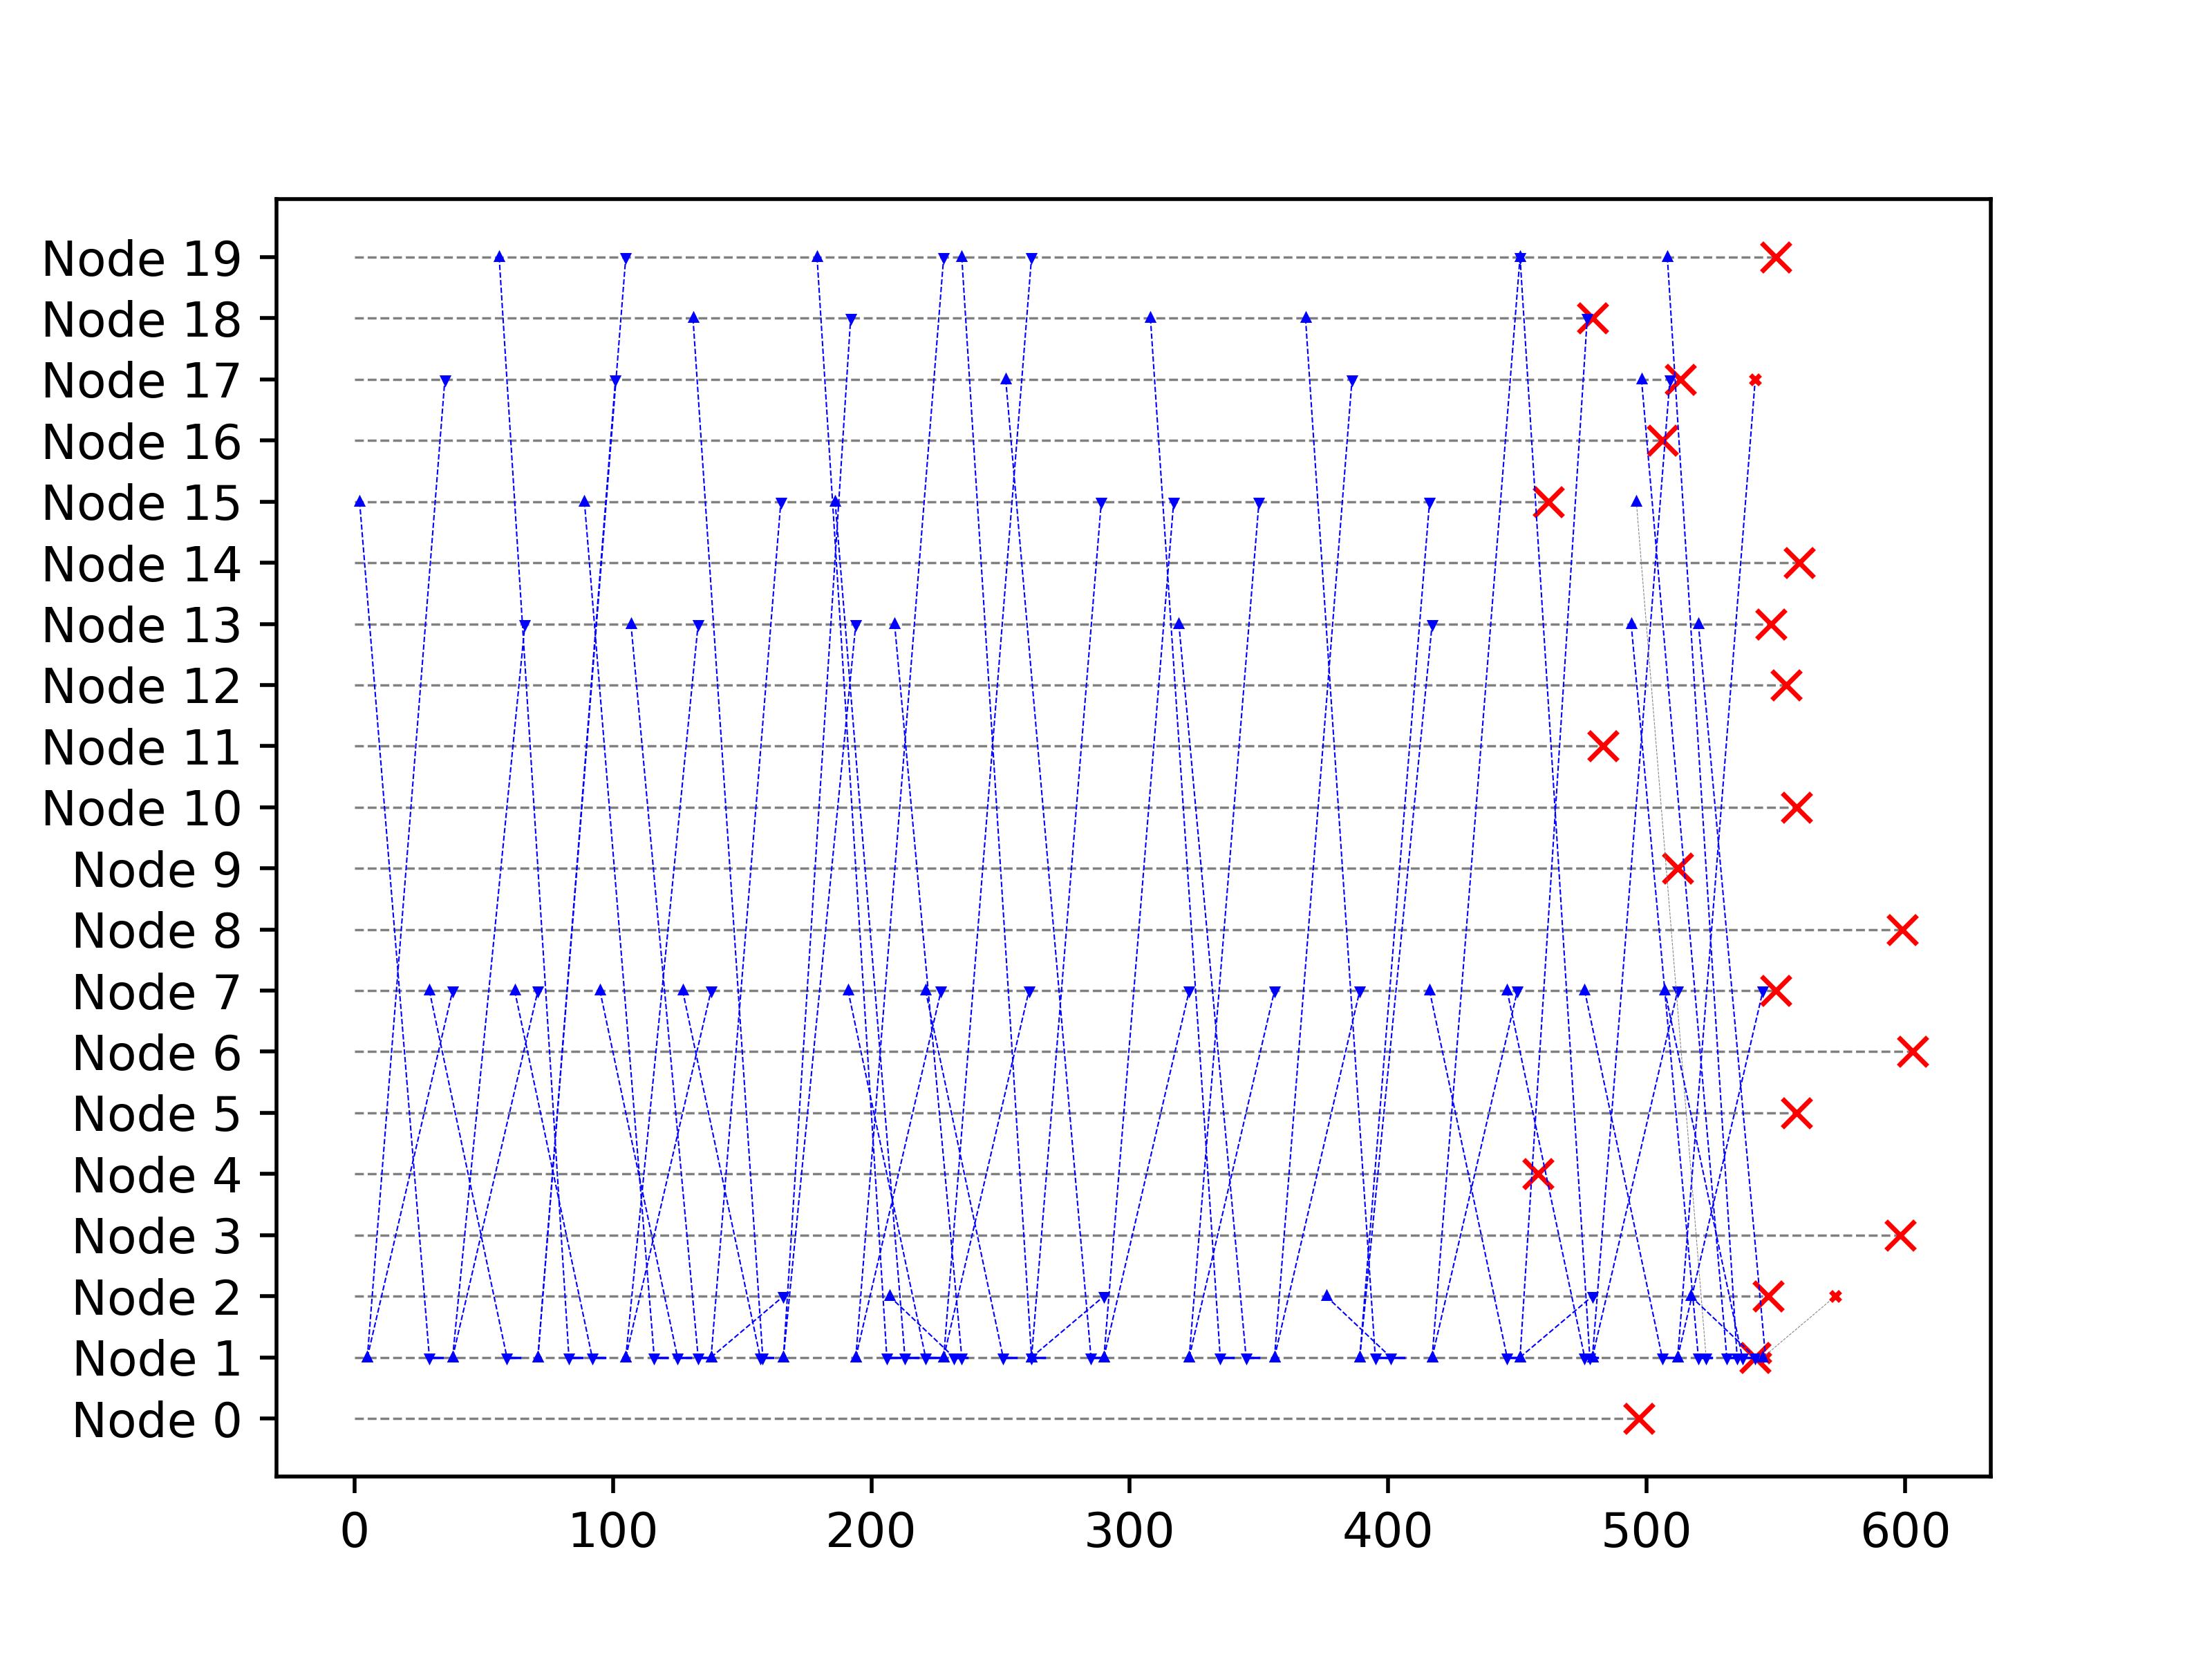 Node 19
Node 18
Node 17
Node 16
Node 15
Node 14
Node 13
Node 12
Node 11
Node 10
Node 9
Node 8
Node 7
Node 6
Node 5
Node 4
Node 3
Node 2
Node 1
Node 0
0 100 200 300 400 500 600